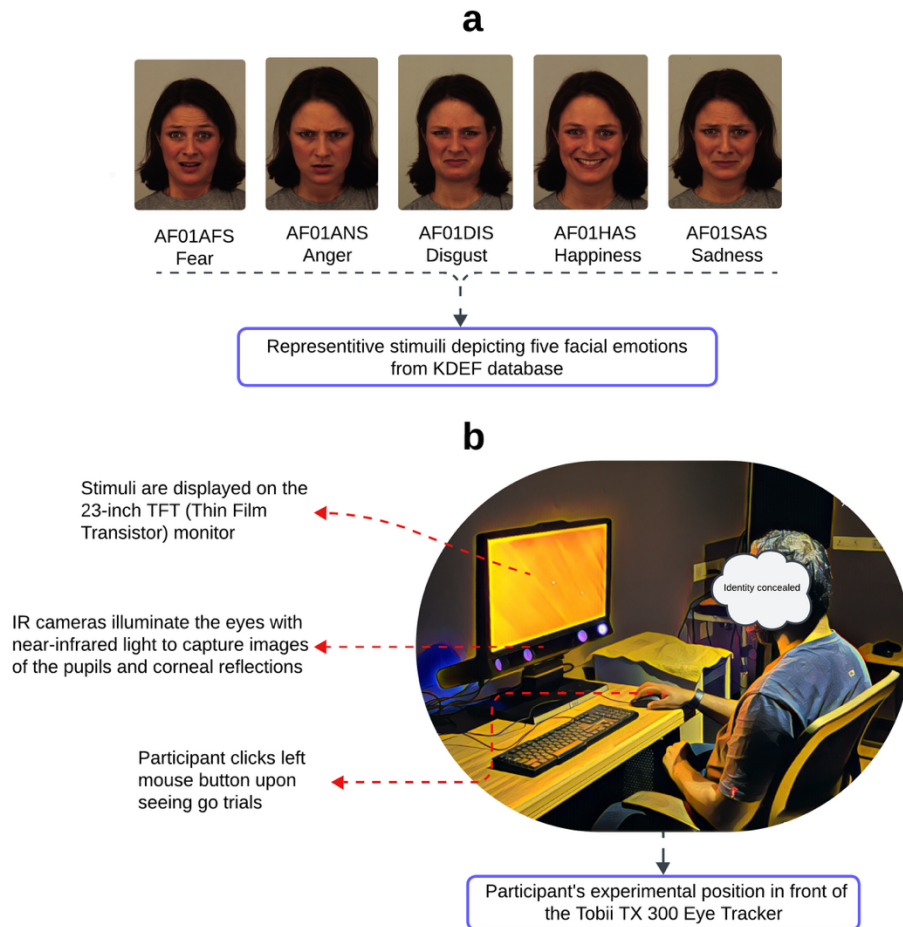 a
AF01AFS
Fear
AF01ANS
Anger
AF01DIS
Disgust
AF01HAS
Happiness
AF01SAS
Sadness
Representitive stimuili depicting five facial emotions
from KDEF database
b
Stimuli are displayed on the
23-inch TFT (Thin Film
Transistor) monitor
IR cameras illuminate the eyes with
near-infrared light to capture images
of the pupils and corneal reflections
Participant clicks left
mouse button upon
seeing go trials
Identity concealed
Participant's experimental position in front of
the Tobii TX 300 Eye Tracker